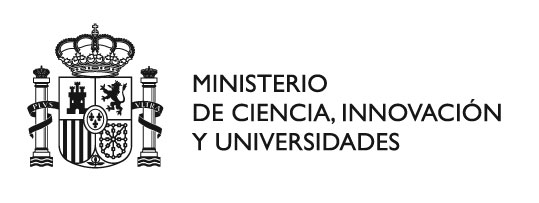 PLVS VLTRA
MINISTERIO
DE CIENCIA, INNOVACIÓN
Y UNIVERSIDADES